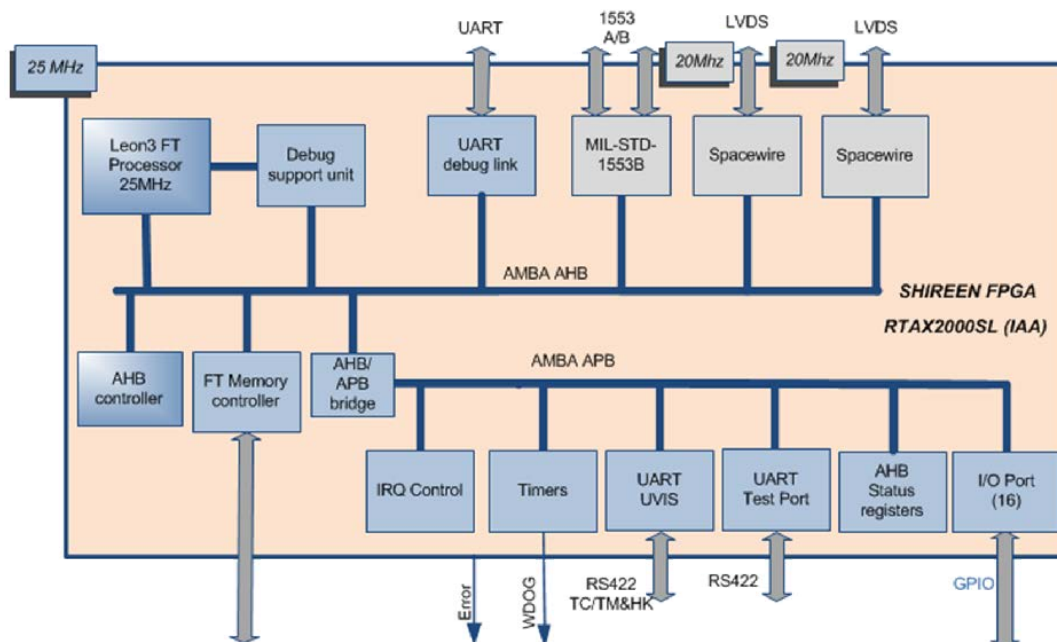 UART
1553
A/B
LVDS
LVDS
25 MHz
20Mhz
20Mhz
Leon3 FT
Processor
25MHz
Debug
support unit
UART
debug link
MIL-STD-
1553B
Spacewire
Spacewire
AMBA AHB
SHIREEN FPGA
RTAX2000SL (IAA)
AHB
controller
FT Memory
controller
AHB/
APB
bridge
AMBA APB
IRQ Control
Timers
UART
UVIS
UART
Test Port
AHB
Status
registers
I/O Port
(16)
Error
WDOG
RS422
TC/TM&HK
RS422
GPIO